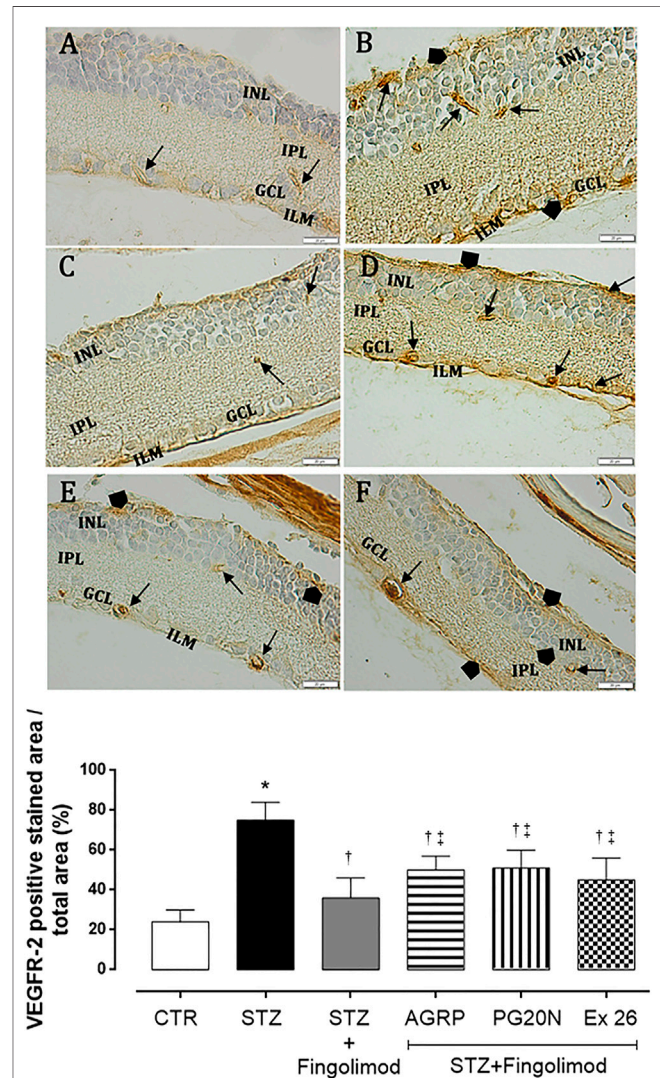 A
INL
IPL
GCL
ILM
B
INL
IPL
GCL
ILM
C
INL
IPL
GCL
ILM
D
INL
IPL
GCL
ILM
E
INL
IPL
GCL
ILM
F
GCL
INL
IPL
VEGFR-2 positive stained area /
total area (%)
100
80
60
40
20
0
*
†
† ‡
† ‡
† ‡
CTR
STZ
STZ
+
Fingolimod
AGRP
PG20N
Ex 26
STZ+Fingolimod